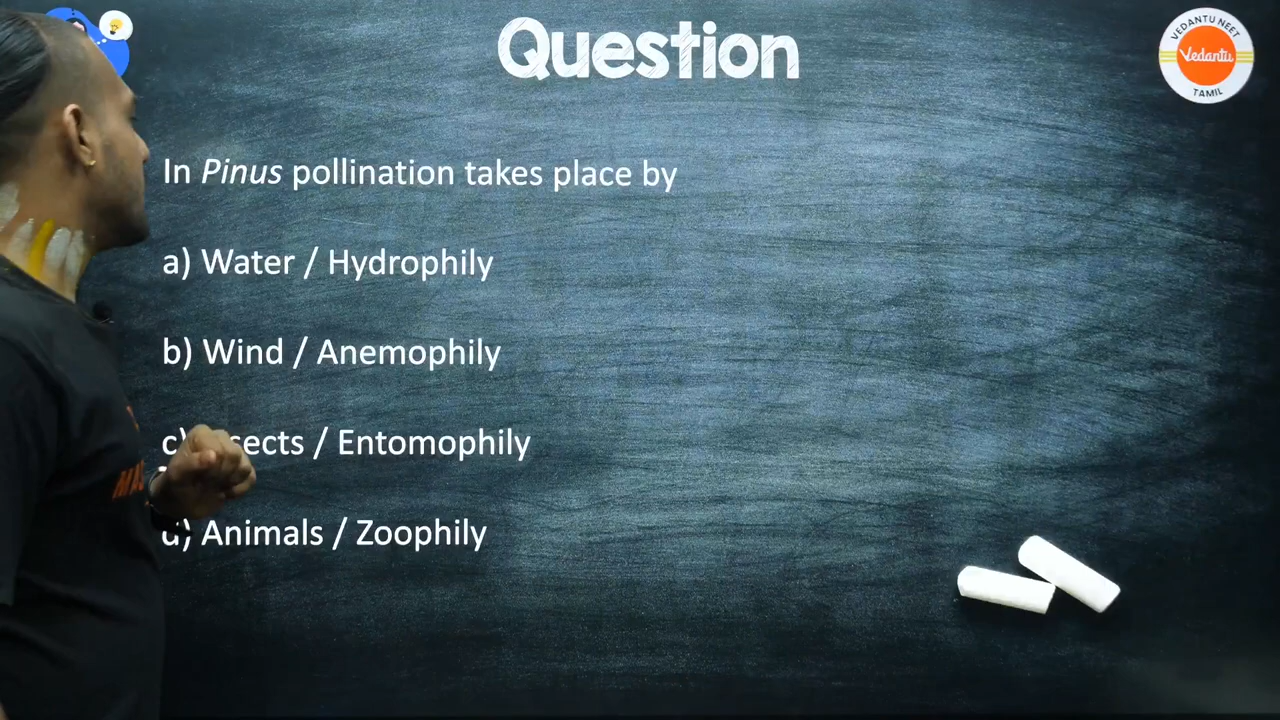 Question
VEDANTU NEET
Vedantu
TAMIL
In Pinus pollination takes place by
a) Water / Hydrophily
b) Wind / Anemophily
c) / Entomophily
Animals / Zoophily